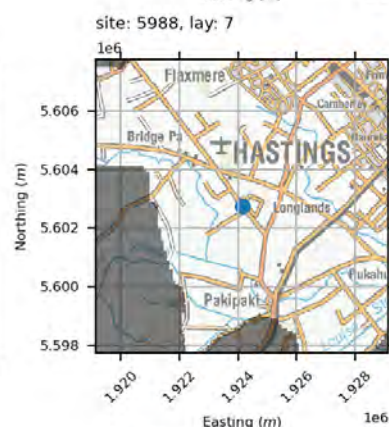 site: 5988, lay: 7
1e6
Flaxmere
5.606
Camberley
Bridge Pa
5.604
HASTINGS
Longlands
5.602
5.600
Pakipaki
5.598
Northing (m)
1.920
1.922
1.924
1.926
1.928
1e6
Easting (m)